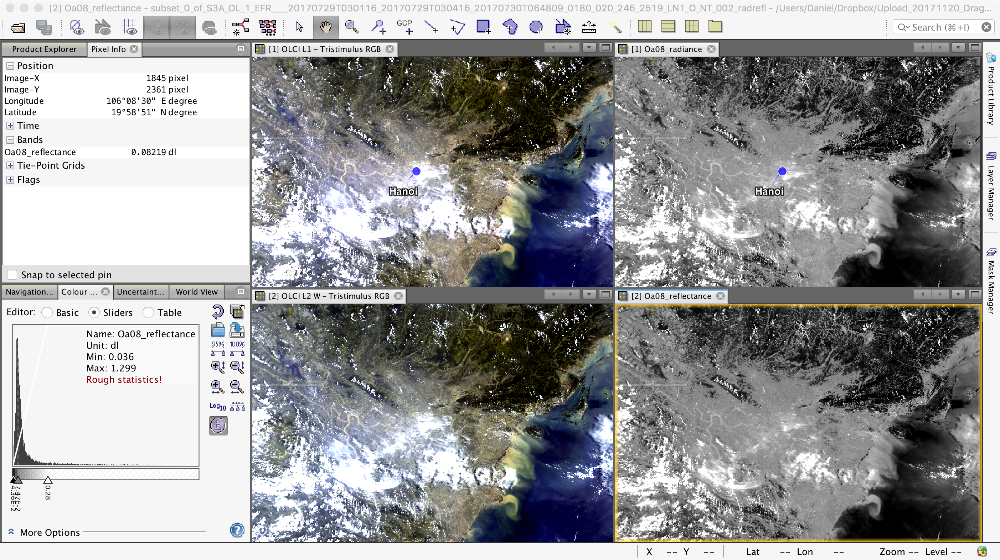 [2] Oa08_reflectance - subset_0_of_S3A_OL_1_EFR____20170729T030116_20170729T030416_20170730T064809_0180_020_246_2519_LN1_O_NT_002_radrefl - /Users/Daniel/Dropbox/Upload_20171120_Drag...
GCP
GCP
Search (⌘+I)
Product Explorer
Pixel Info
Position
Image-X 1845 pixel
Image-Y 2361 pixel
Longitude 106°08'30" E degree
Latitude 19°58'51" N degree
Time
Bands
Oa08_reflectance 0.08219 dl
Tie-Point Grids
Flags
Snap to selected pin
Navigation...
Colour ...
Uncertaint...
World View
Editor: Basic Sliders Table
Name: Oa08_reflectance
Unit: dl
Min: 0.036
Max: 1.299
Rough statistics!
95% 100%
Log10
4.36E-2
7.47E-2
0.28
More Options
[1] OLCI L1 - Tristimulus RGB
Hanoi
[1] Oa08_radiance
Hanoi
[2] OLCI L2 W - Tristimulus RGB
[2] Oa08_reflectance
Product Library
Layer Manager
Mask Manager
X -- Y -- Lat -- Lon -- Zoom -- Level --